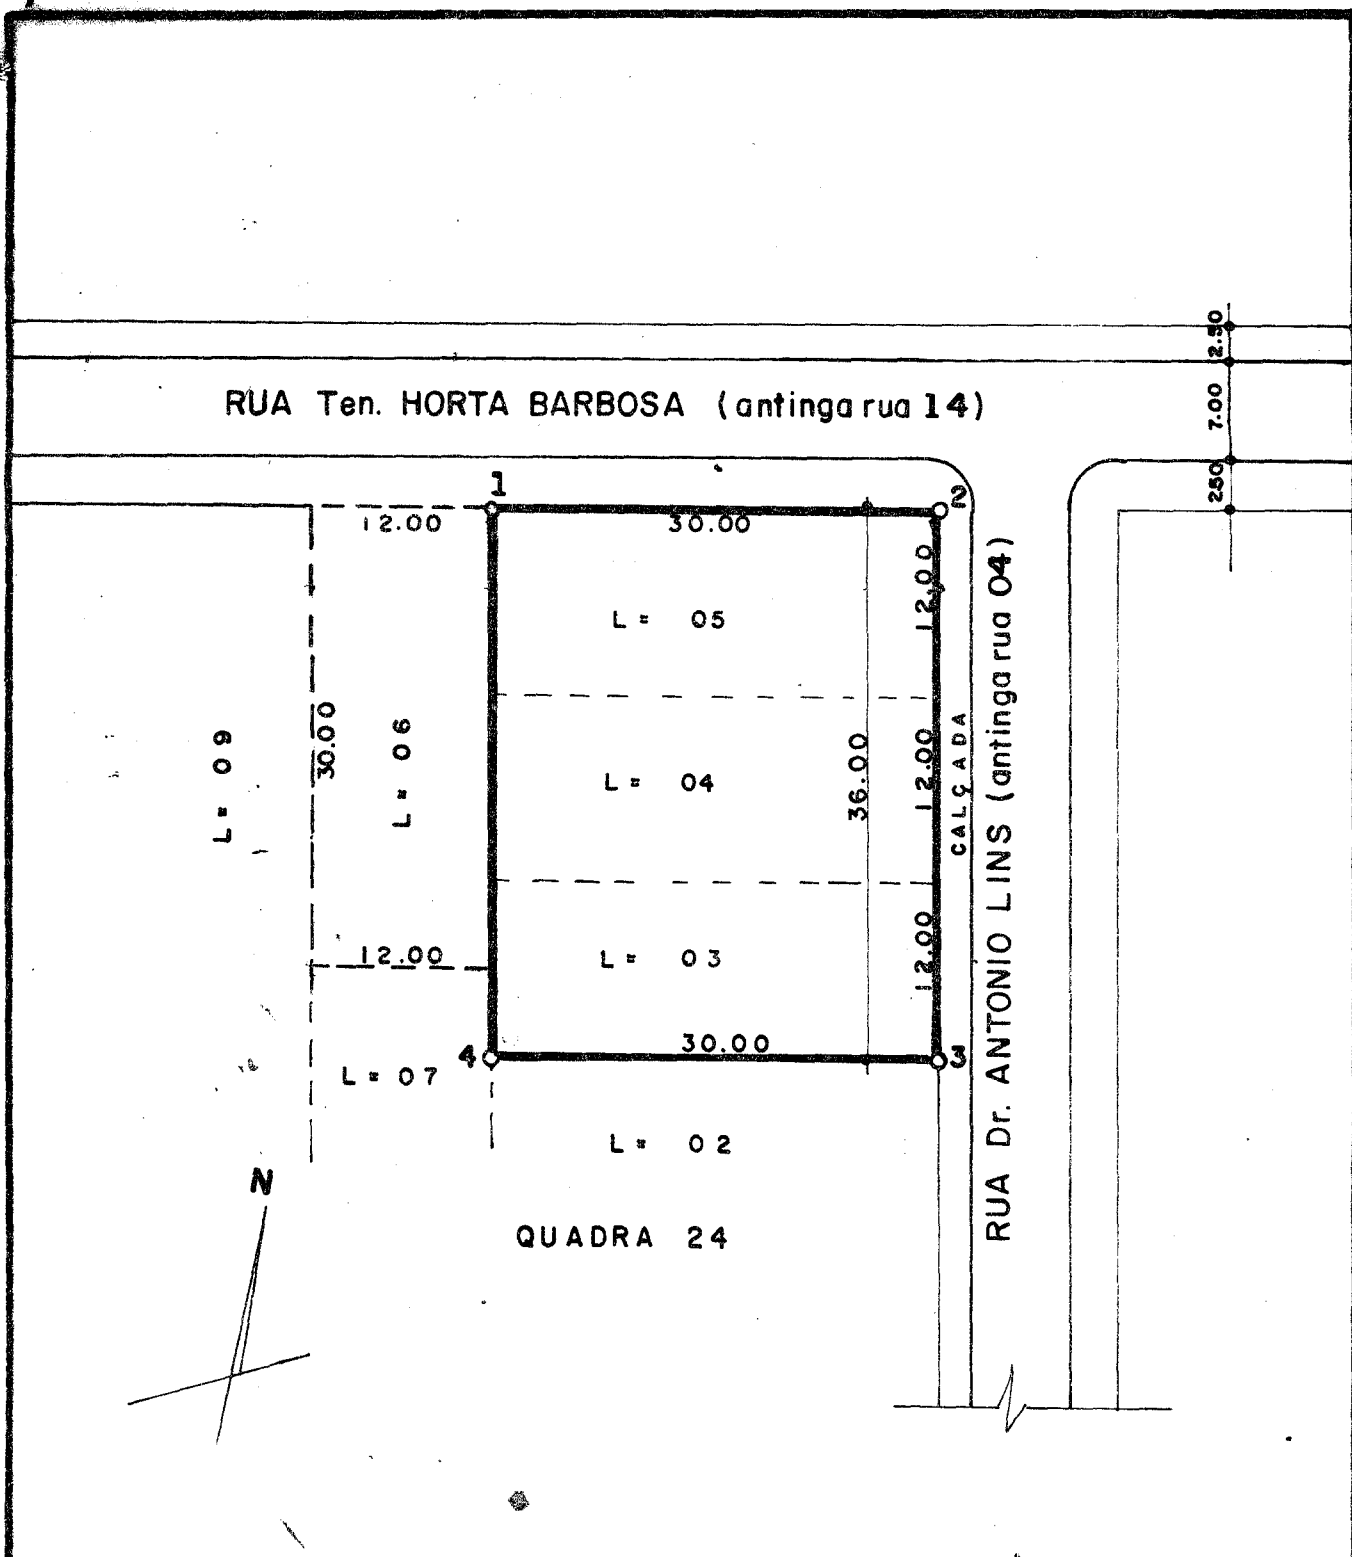 2.50
RUA Ten. HORTA BARBOSA (antinga rua 14)
7.00
250
1
2
12.00
30.00
12.00
L = 05
L = 09
30.00
L = 06
L = 04
36.00
12.00
CALÇADA
RUA Dr. ANTONIO LINS (antinga rua 04)
12.00
L = 03
12.00
4
30.00
3
L = 07
L = 02
N
QUADRA 24